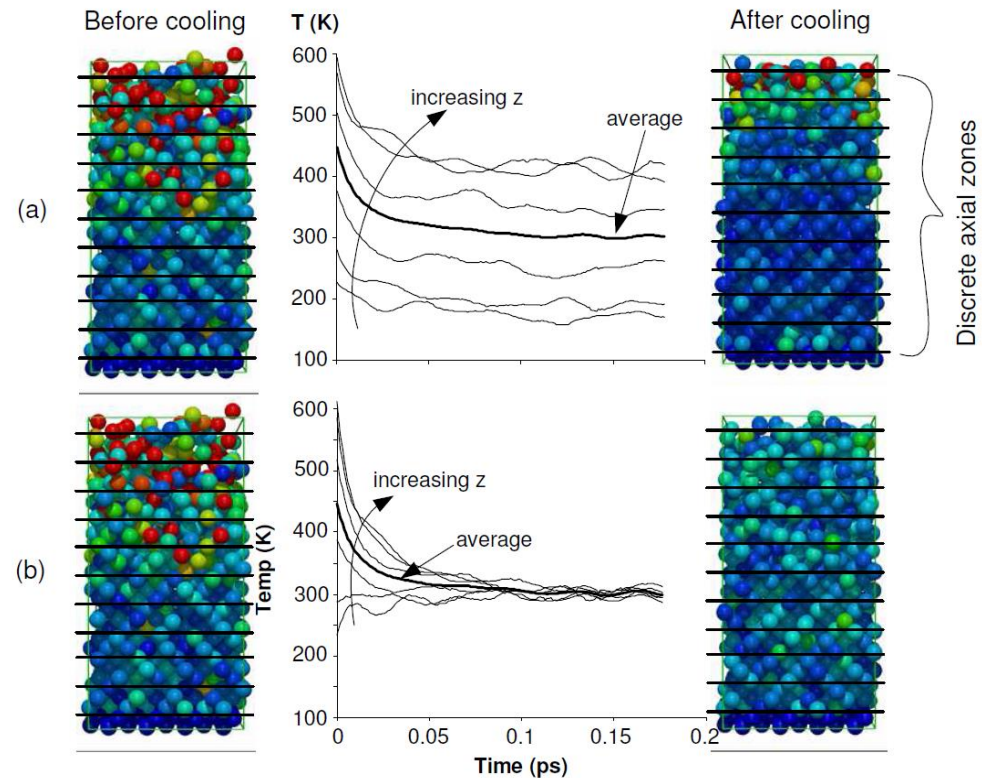 Before cooling
T (K)
After cooling
600
500
400
300
200
100
increasing z
average
(a)
Discrete axial zones
600
500
400
300
200
100
increasing z
average
(b)
Temp (K)
0
0.05
0.1
0.15
0.2
Time (ps)